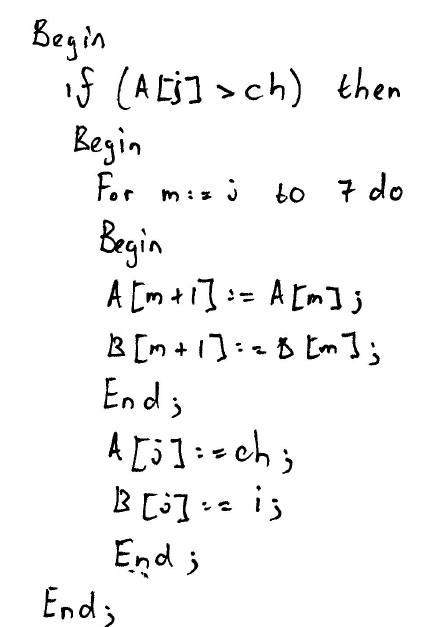 Begin
if (A[j] > ch) then
Begin
For m:= j to 7 do
Begin
A[m+1] := A[m];
B[m+1] := B[m];
End;
A[j] := ch;
B[j] := i;
End;
End;